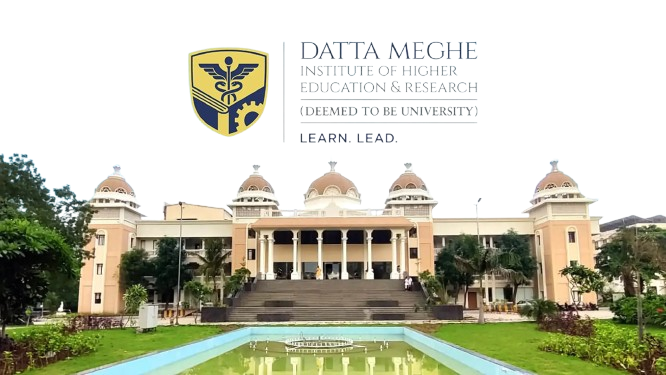 DATTA MEGHE
INSTITUTE OF HIGHER
EDUCATION & RESEARCH
(DEEMED TO BE UNIVERSITY)
LEARN. LEAD.